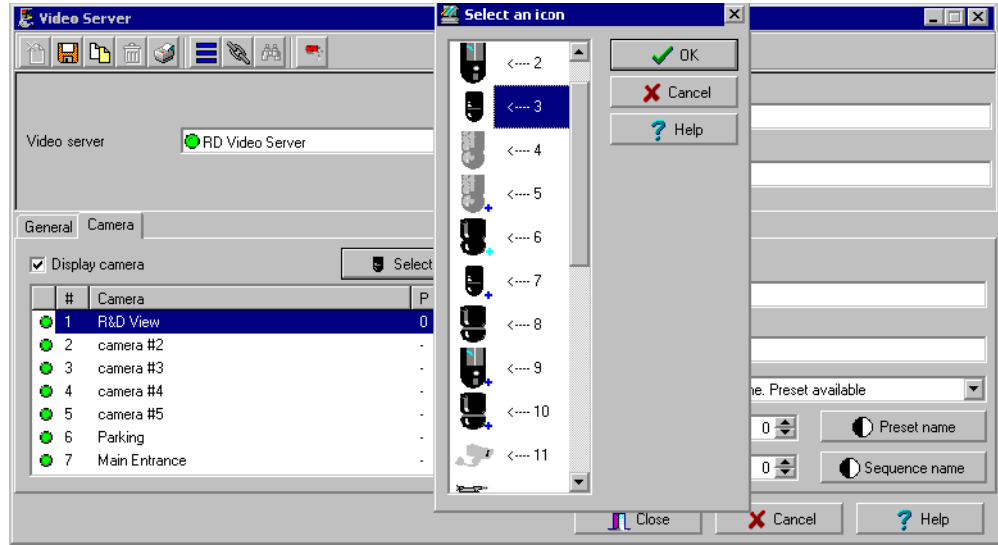 Video Server
Select an icon
Video server
RD Video Server
General
Camera
Display camera
Select
# Camera P
1 R&D View 0
2 camera #2 -
3 camera #3 -
4 camera #4 -
5 camera #5 -
6 Parking -
7 Main Entrance -
<---- 2
<---- 3
<---- 4
<---- 5
<---- 6
<---- 7
<---- 8
<---- 9
<---- 10
<---- 11
OK
Cancel
Help
Preset available
0
Preset name
0
Sequence name
Close
Cancel
Help